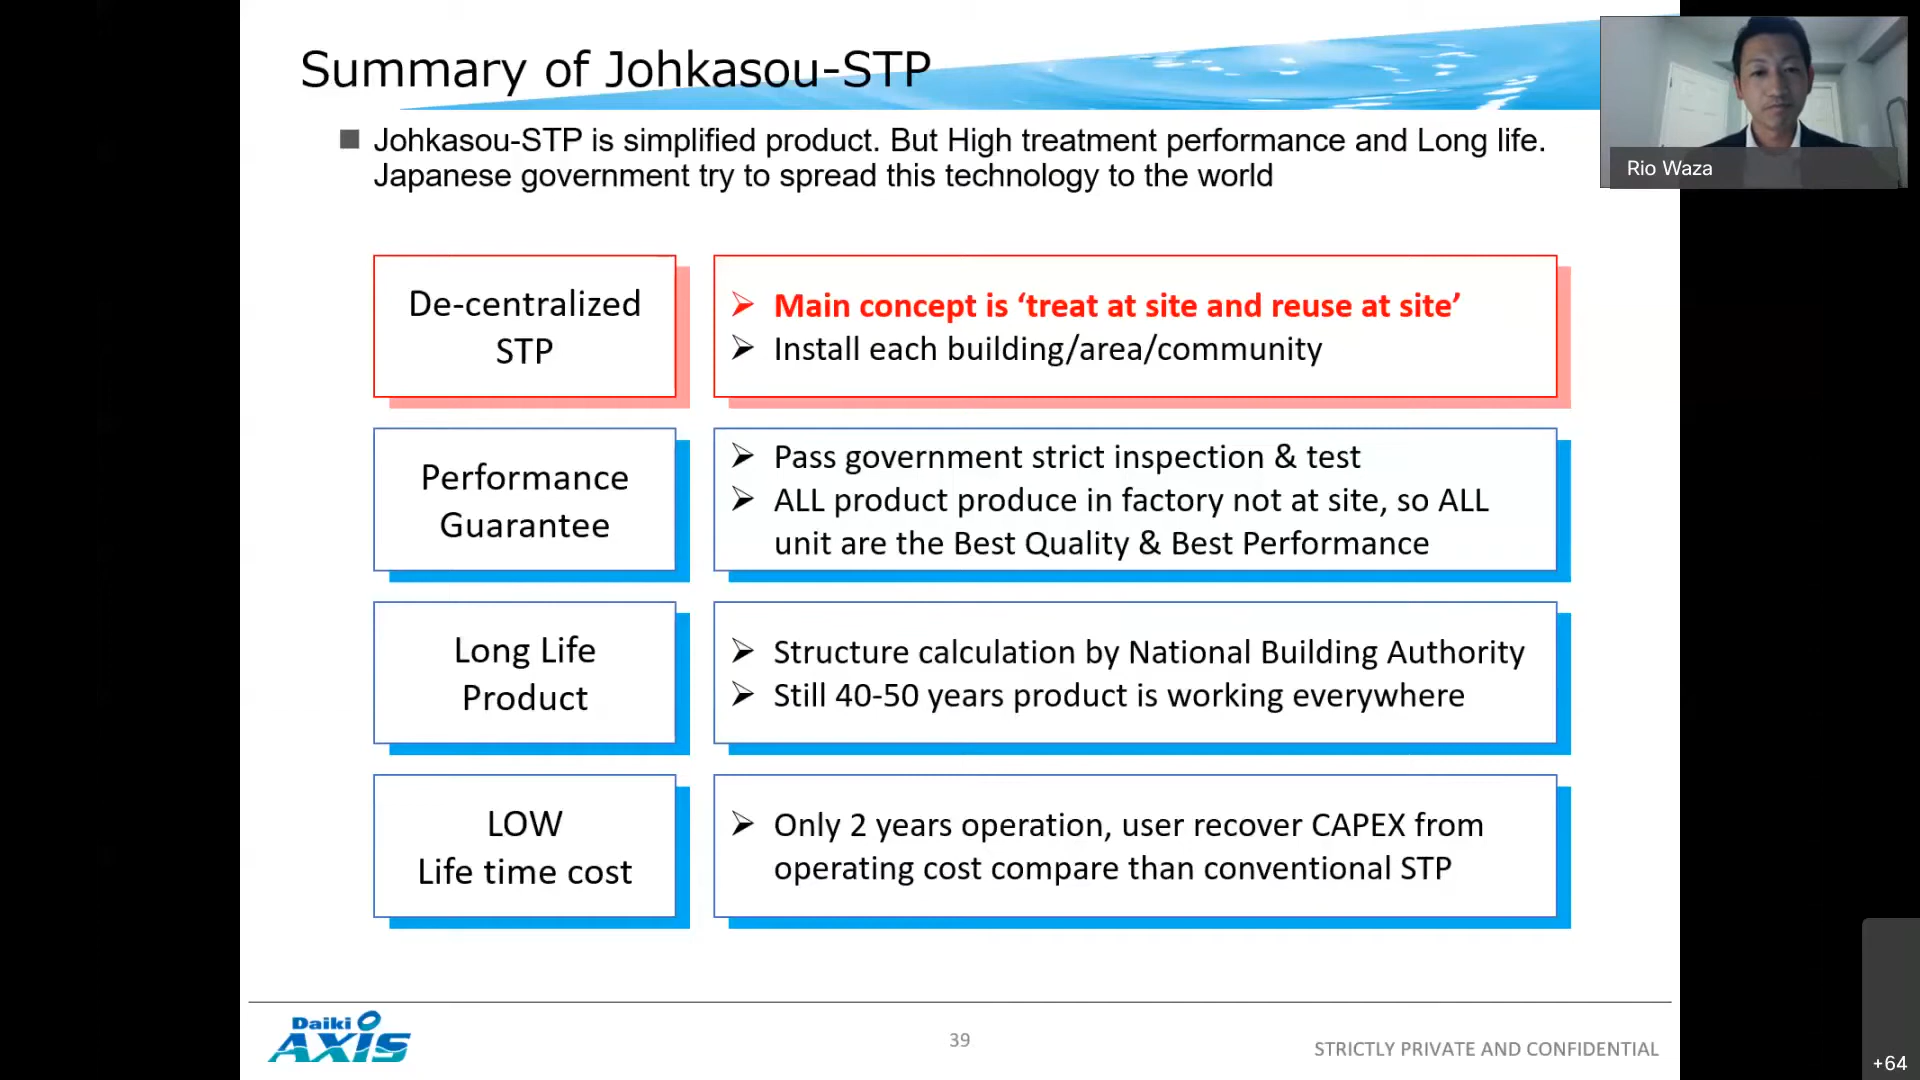 Summary of Johkasou-STP
Johkasou-STP is simplified product. But High treatment performance and Long life.
Japanese government try to spread this technology to the world
Rio Waza
De-centralized
STP
Main concept is ‘treat at site and reuse at site’
Install each building/area/community
Performance
Guarantee
Pass government strict inspection & test
ALL product produce in factory not at site, so ALL
unit are the Best Quality & Best Performance
Long Life
Product
Structure calculation by National Building Authority
Still 40-50 years product is working everywhere
LOW
Life time cost
Only 2 years operation, user recover CAPEX from
operating cost compare than conventional STP
Daiki
AXIS
39
STRICTLY PRIVATE AND CONFIDENTIAL
+64